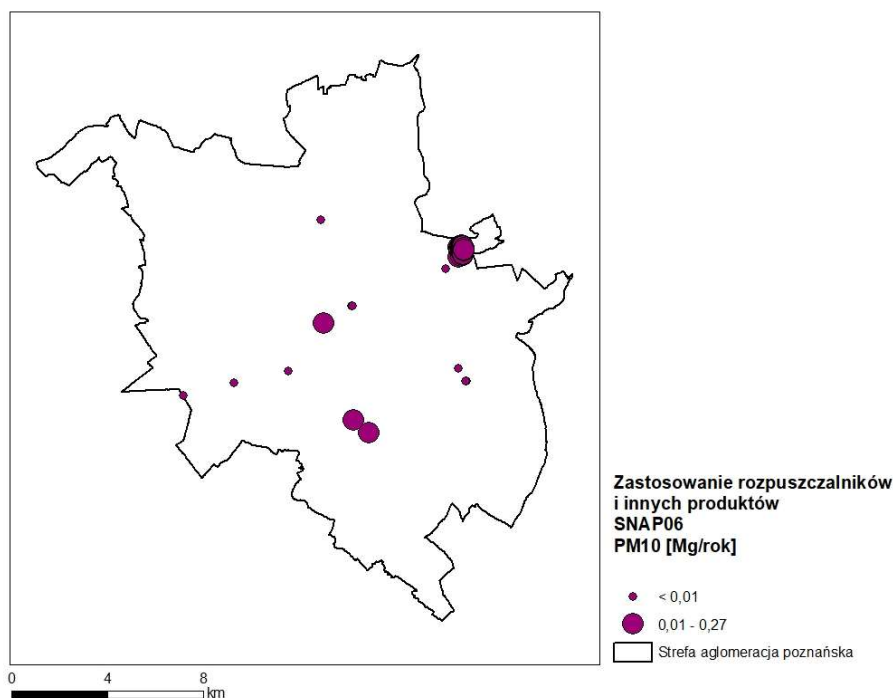 Zastosowanie rozpuszczalników
i innych produktów
SNAP06
PM10 [Mg/rok]
< 0,01
0,01 - 0,27
Strefa aglomeracja poznańska
0 4 8
km